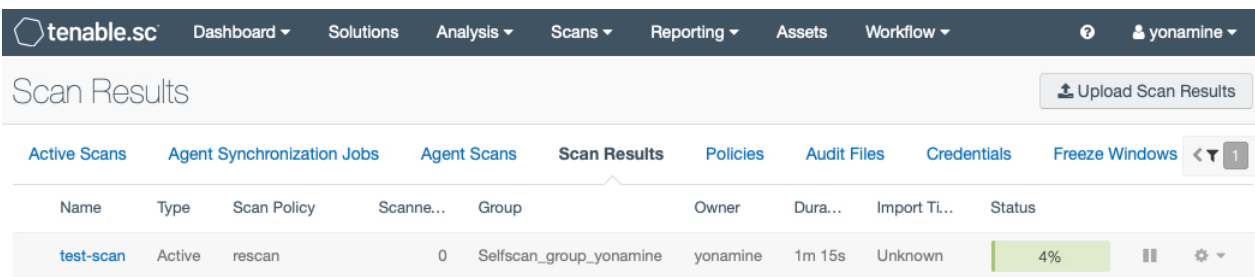 tenable.sc Dashboard Solutions Analysis Scans Reporting Assets Workflow yonamine
Scan Results Upload Scan Results
Active Scans Agent Synchronization Jobs Agent Scans Scan Results Policies Audit Files Credentials Freeze Windows 1
Name Type Scan Policy Scanne... Group Owner Dura... Import Ti... Status
test-scan Active rescan 0 Selfscan_group_yonamine yonamine 1m 15s Unknown 4%